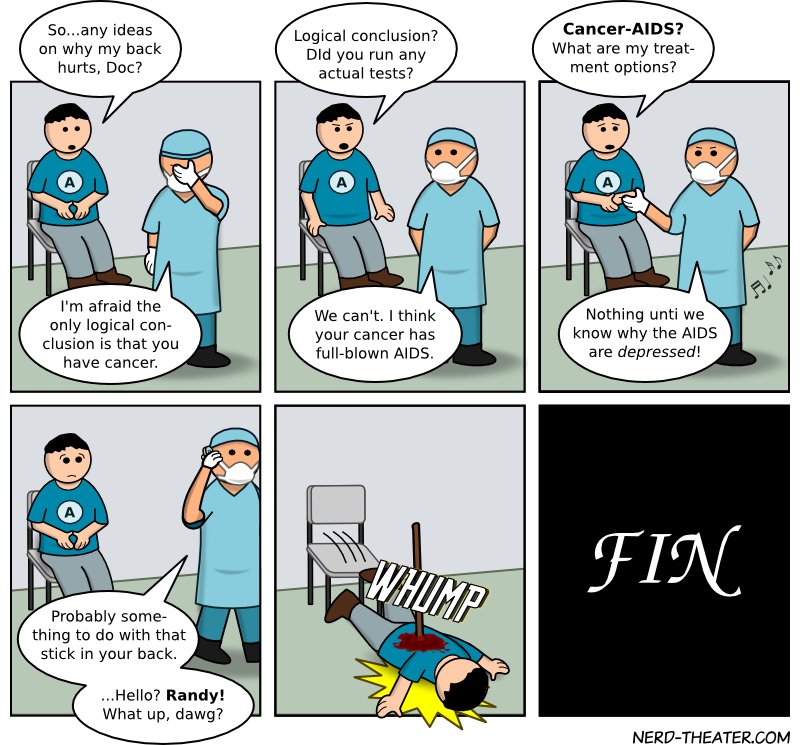 So...any ideas
on why my back
hurts, Doc?
A
I'm afraid the
only logical con-
clusion is that you
have cancer.
Logical conclusion?
DId you run any
actual tests?
A
We can't. I think
your cancer has
full-blown AIDS.
Cancer-AIDS?
What are my treat-
ment options?
A
Nothing unti we
know why the AIDS
are depressed!
A
Probably some-
thing to do with that
stick in your back.
...Hello? Randy!
What up, dawg?
WHUMP
FIN
NERD-THEATER.COM